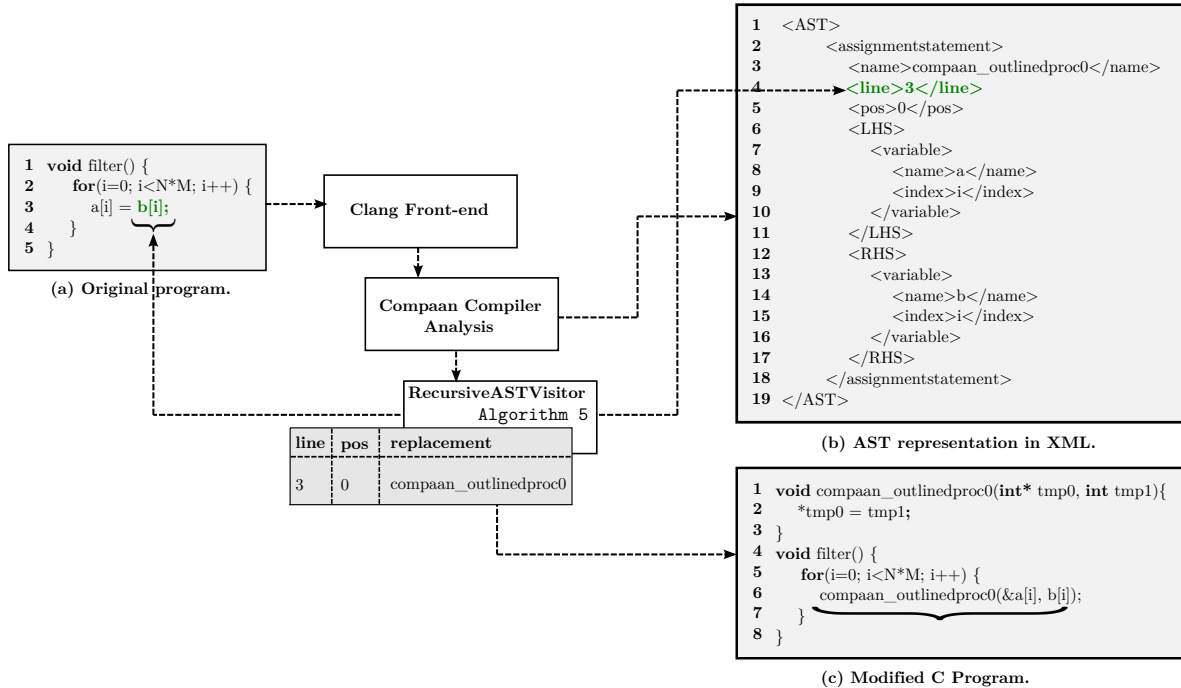 1 void filter() {
2 for(i=0; i<N*M; i++) {
3 a[i] = b[i];
4 }
5 }
(a) Original program.
Clang Front-end
Compaan Compiler
Analysis
RecursiveASTVisitor
Algorithm 5
line pos replacement
3 0 compaan_outlinedproc0
1 <AST>
2 <assignmentstatement>
3 <name>compaan_outlinedproc0</name>
4 <line>3</line>
5 <pos>0</pos>
6 <LHS>
7 <variable>
8 <name>a</name>
9 <index>i</index>
10 </variable>
11 </LHS>
12 <RHS>
13 <variable>
14 <name>b</name>
15 <index>i</index>
16 </variable>
17 </RHS>
18 </assignmentstatement>
19 </AST>
(b) AST representation in XML.
1 void compaan_outlinedproc0(int* tmp0, int tmp1){
2 *tmp0 = tmp1;
3 }
4 void filter() {
5 for(i=0; i<N*M; i++) {
6 compaan_outlinedproc0(&a[i], b[i]);
7 }
8 }
(c) Modified C Program.